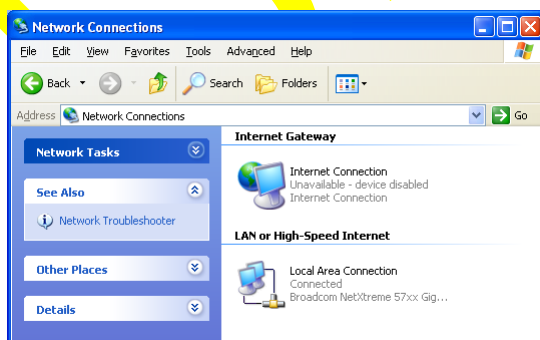 Network Connections
File Edit View Favorites Tools Advanced Help
Back Search Folders
Address Network Connections Go
Network Tasks
See Also
Network Troubleshooter
Other Places
Details
Internet Gateway
Internet Connection
Unavailable - device disabled
Internet Connection
LAN or High-Speed Internet
Local Area Connection
Connected
Broadcom NetXtreme 57xx Gig...